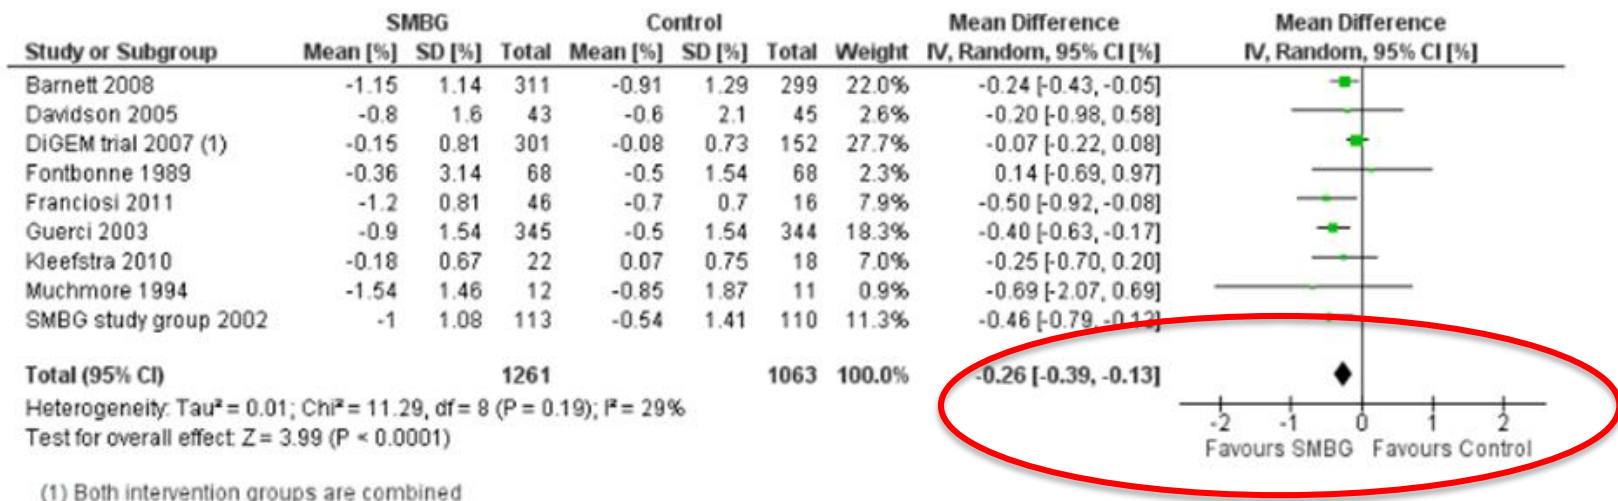 SMBG Control Mean Difference Mean Difference
Study or Subgroup Mean [%] SD [%] Total Mean [%] SD [%] Total Weight IV, Random, 95% CI [%] IV, Random, 95% CI [%]
Barnett 2008 -1.15 1.14 311 -0.91 1.29 299 22.0% -0.24 [-0.43, -0.05]
Davidson 2005 -0.8 1.6 43 -0.6 2.1 45 2.6% -0.20 [-0.98, 0.58]
DiGEM trial 2007 (1) -0.15 0.81 301 -0.08 0.73 152 27.7% -0.07 [-0.22, 0.08]
Fontbonne 1989 -0.36 3.14 68 -0.5 1.54 68 2.3% 0.14 [-0.69, 0.97]
Franciosi 2011 -1.2 0.81 46 -0.7 0.7 16 7.9% -0.50 [-0.92, -0.08]
Guerci 2003 -0.9 1.54 345 -0.5 1.54 344 18.3% -0.40 [-0.63, -0.17]
Kleefstra 2010 -0.18 0.67 22 0.07 0.75 18 7.0% -0.25 [-0.70, 0.20]
Muchmore 1994 -1.54 1.46 12 -0.85 1.87 11 0.9% -0.69 [-2.07, 0.69]
SMBG study group 2002 -1 1.08 113 -0.54 1.41 110 11.3% -0.46 [-0.79, -0.13]
Total (95% CI) 1261 1063 100.0% -0.26 [-0.39, -0.13]
Heterogeneity: Tau² = 0.01; Chi² = 11.29, df = 8 (P = 0.19); I² = 29%
Test for overall effect: Z = 3.99 (P < 0.0001)
-2 -1 0 1 2
Favours SMBG Favours Control
(1) Both intervention groups are combined